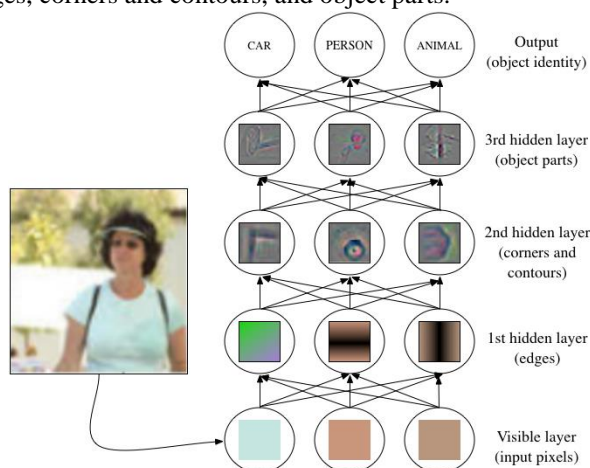 ges, corners and contours, and object parts.
CAR
PERSON
ANIMAL
Output
(object identity)
3rd hidden layer
(object parts)
2nd hidden layer
(corners and
contours)
1st hidden layer
(edges)
Visible layer
(input pixels)